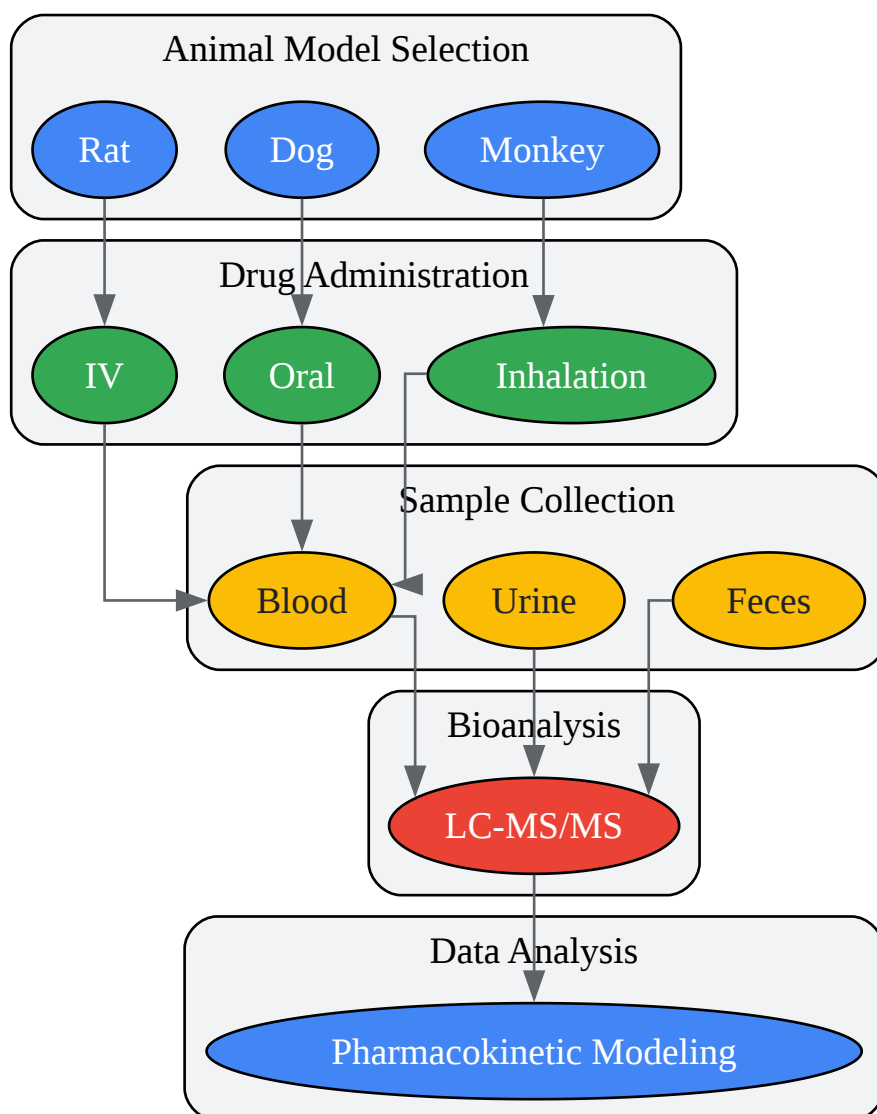 Animal Model Selection
Rat Dog Monkey
Drug Administration
IV Oral Inhalation
Sample Collection
Blood Urine Feces
Bioanalysis
LC-MS/MS
Data Analysis
Pharmacokinetic Modeling